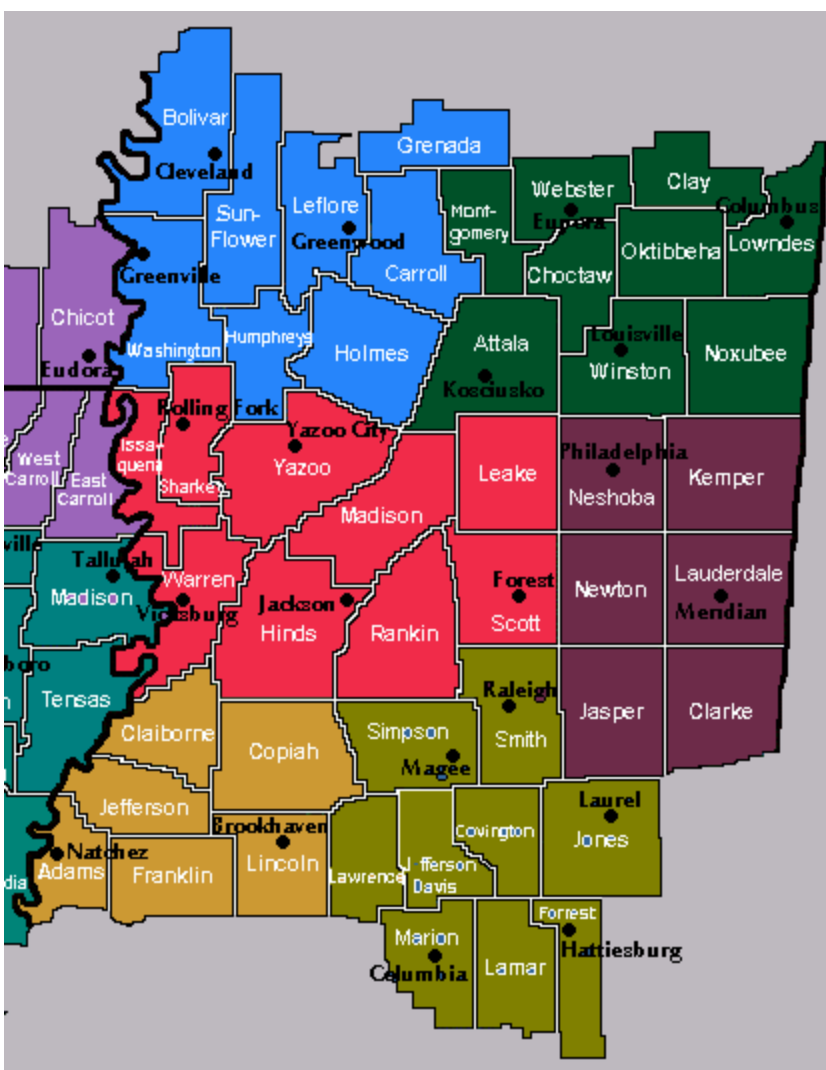 Bolivar
Cleveland
Grenada
Leflore
Sun-
Flower
Greenwood
Webster
Eupora
Clay
Columbus
Mont-
gomery
Lowndes
Oktibbeha
Carroll
Choctaw
Greenville
Chicot
Eudora
Washington
Humphreys
Holmes
Attala
Kosciusko
Louisville
Winston
Noxubee
Rolling Fork
Yazoo City
Yazoo
Issa-
quena
Sharkey
West
Carroll
East
Carroll
Leake
Philadelphia
Neshoba
Kemper
Madison
ville
Tallulah
Madison
Warren
Vicksburg
Jackson
Hinds
Rankin
Forest
Scott
Newton
Lauderdale
Meridian
boro
Tensas
Claiborne
Copiah
Simpson
Magee
Raleigh
Smith
Jasper
Clarke
Jefferson
Brookhaven
Lincoln
Natchez
Adams
Franklin
dia
Lawrence
Jefferson
Davis
Covington
Laurel
Jones
Marion
Columbia
Lamar
Forrest
Hattiesburg